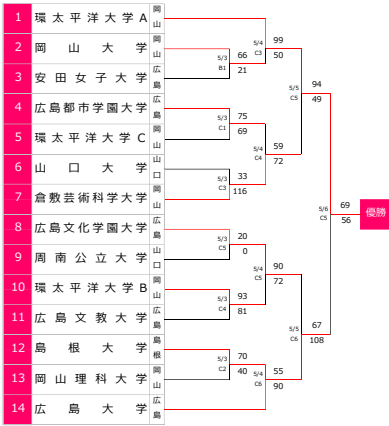 1 環太平洋大学A 岡山
2 岡山大学 岡山
3 安田女子大学 広島
4 広島都市学園大学 広島
5 環太平洋大学C 岡山
6 山口大学 山口
7 倉敷芸術科学大学 岡山
8 広島文化学園大学 広島
9 周南公立大学 山口
10 環太平洋大学B 岡山
11 広島文教大学 広島
12 島根大学 島根
13 岡山理科大学 岡山
14 広島大学 広島
5/3 B1 66 21
5/3 C1 75 69
5/3 C3 33 116
5/3 C5 20 0
5/3 C4 93 81
5/3 C2 70 40
5/4 C3 99 50
5/4 C4 59 72
5/4 C5 90 72
5/4 C6 55 90
5/5 C5 94 49
5/5 C6 67 108
5/6 C5 69 56
優勝